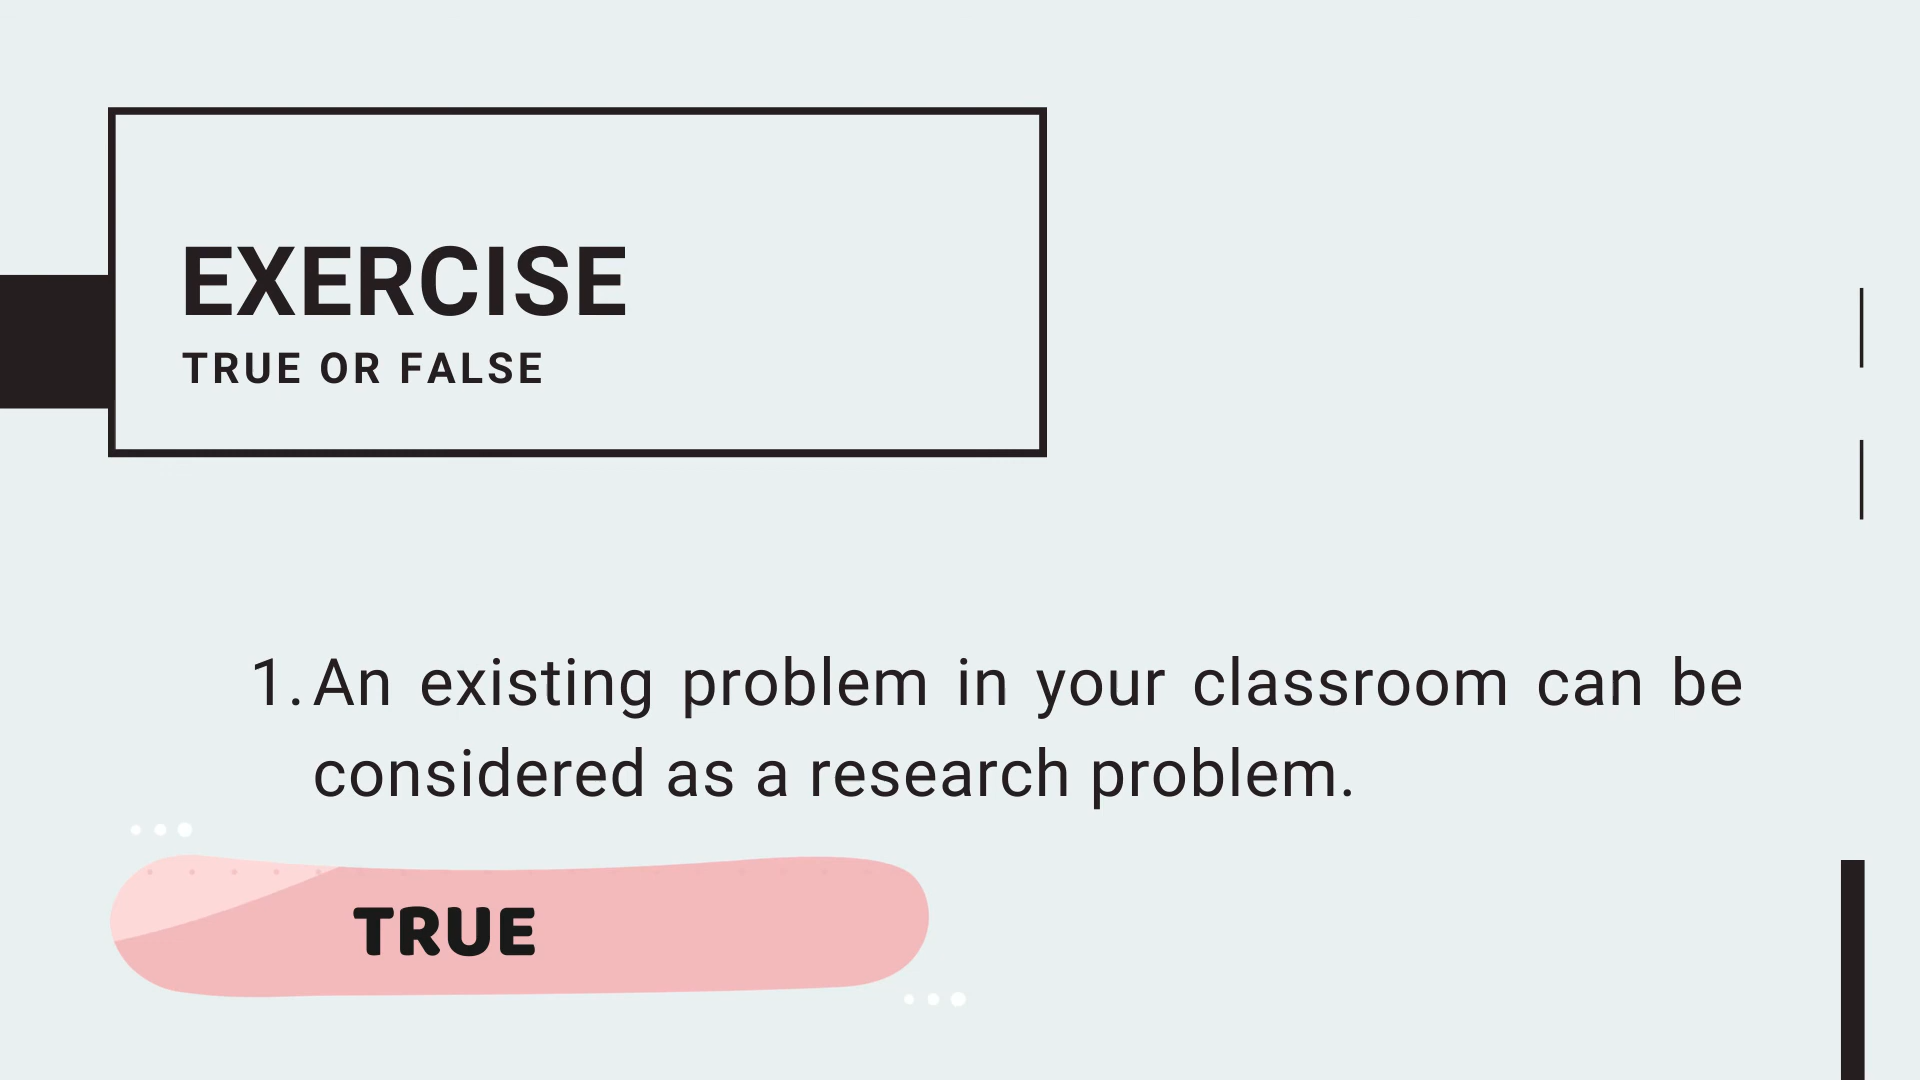 EXERCISE
TRUE OR FALSE
1. An existing problem in your classroom can be
considered as a research problem.
TRUE